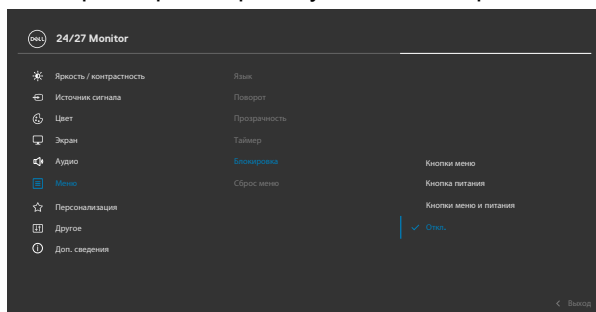 DELL 24/27 Monitor
Яркость / контрастность
Источник сигнала
Цвет
Экран
Аудио
Меню
Персонализация
Другое
Доп. сведения
Язык
Поворот
Прозрачность
Таймер
Блокировка
Сброс меню
Кнопки меню
Кнопка питания
Кнопки меню и питания
Откл.
Выход